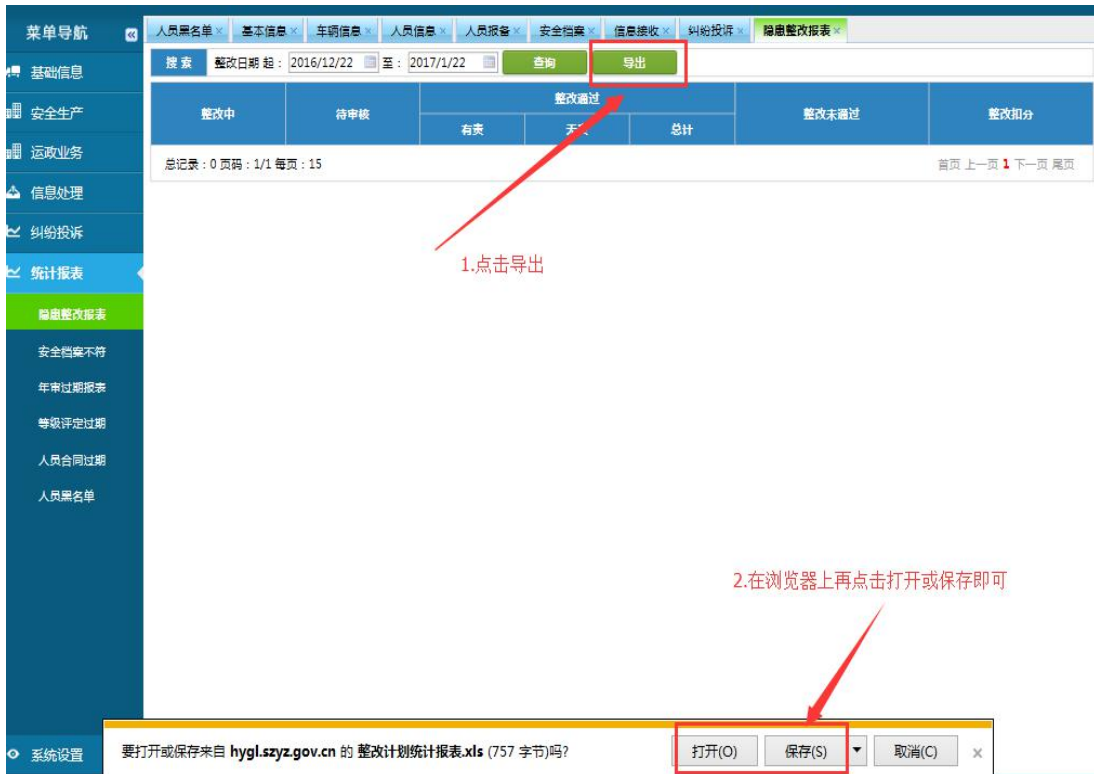 菜单导航
人员黑名单× 基本信息× 车辆信息× 人员信息× 人员报备× 安全档案× 信息接收× 纠纷投诉× 隐患整改报表×
基础信息
搜索 整改日期 起：2016/12/22 至：2017/1/22 查询 导出
安全生产
整改中 待审核 整改通过 整改未通过 整改扣分
有责 无责 总计
运政业务
总记录：0 页码：1/1 每页：15 首页 上一页 1 下一页 尾页
信息处理
纠纷投诉
1.点击导出
统计报表
隐患整改报表
安全档案不符
年审过期报表
等级评定过期
人员合同过期
人员黑名单
2.在浏览器上再点击打开或保存即可
系统设置
要打开或保存来自 hygl.szyz.gov.cn 的 整改计划统计报表.xls (757 字节)吗? 打开(O) 保存(S) 取消(C) ×